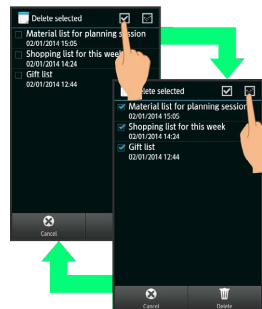 Delete selected
Material list for planning session
02/01/2014 15:05
Shopping list for this week
02/01/2014 14:24
Gift list
02/01/2014 12:44
Cancel
elete selected
Material list for planning session
02/01/2014 15:05
Shopping list for this week
02/01/2014 14:24
Gift list
02/01/2014 12:44
Cancel
Delete